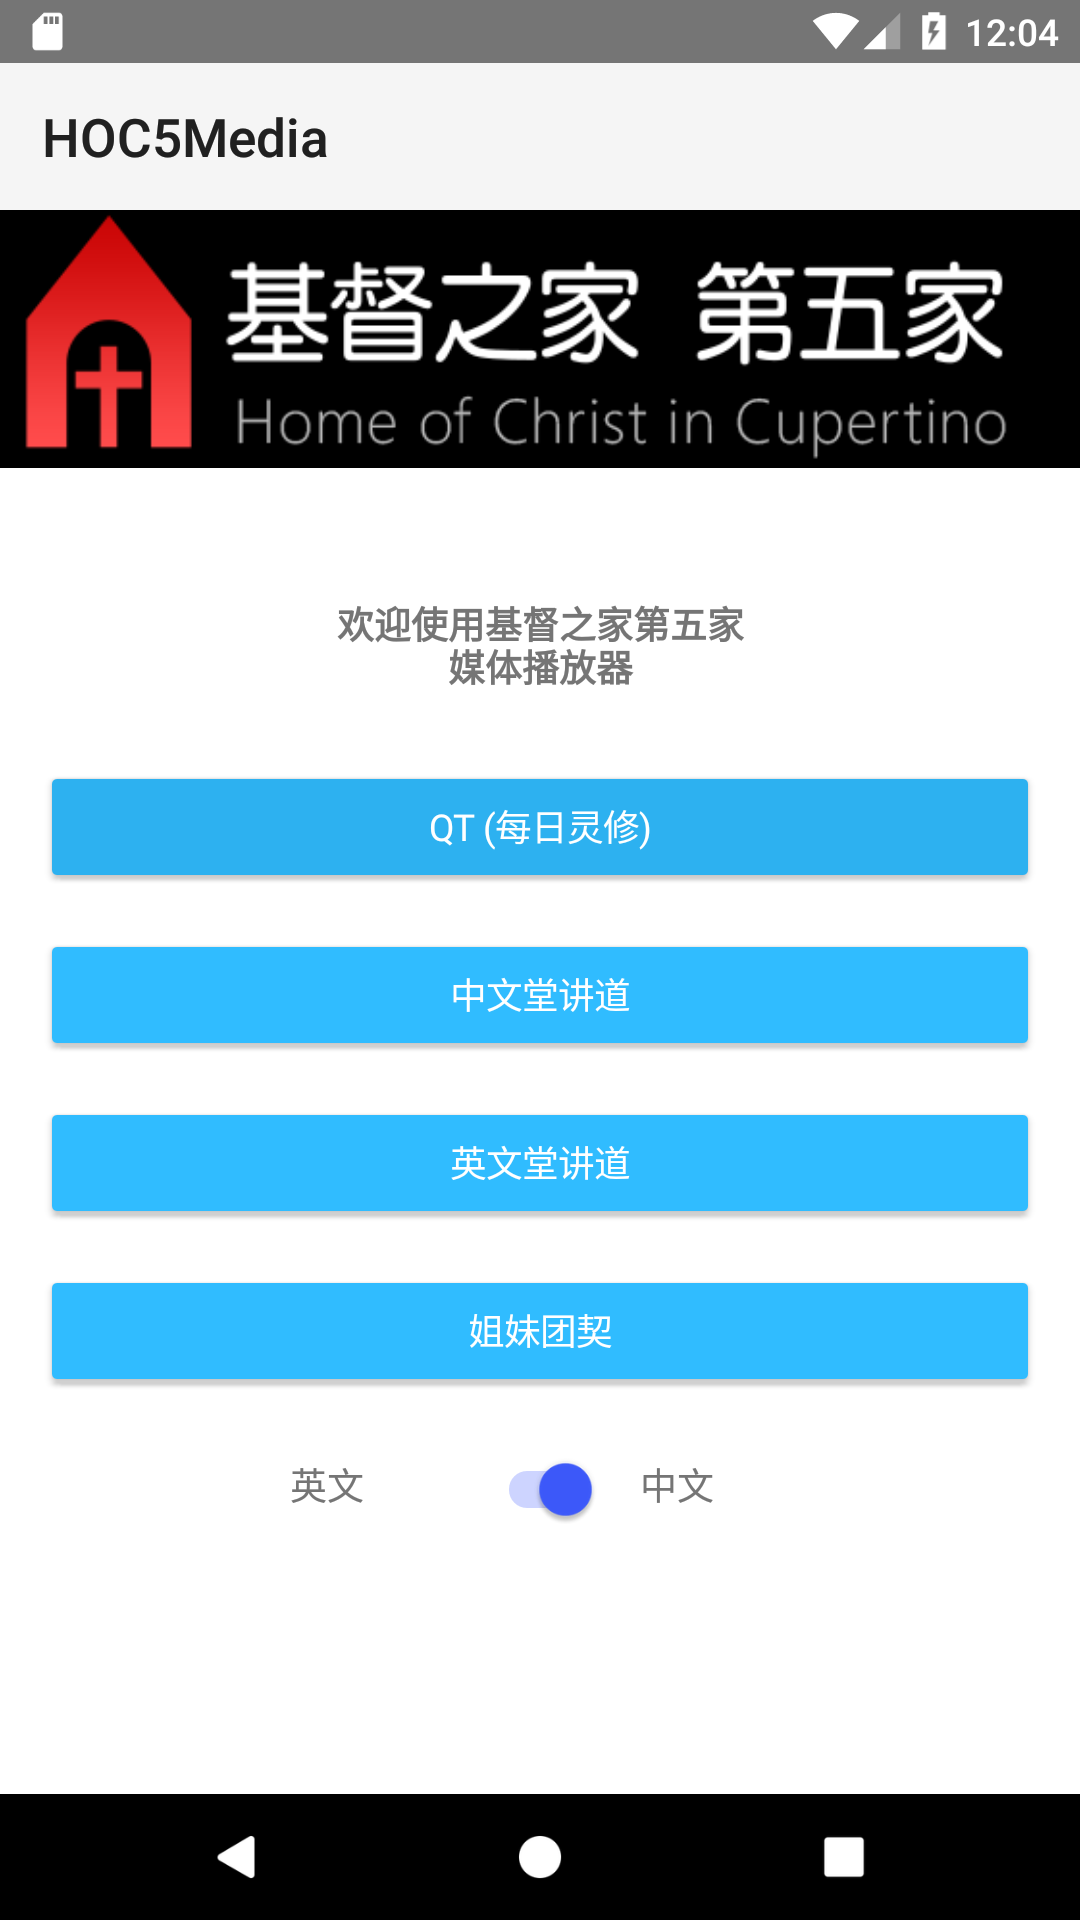 12:04
HOC5Media
基督之家 第五家
Home of Christ in Cupertino
欢迎使用基督之家第五家
媒体播放器
QT (每日灵修)
中文堂讲道
英文堂讲道
姐妹团契
英文 中文